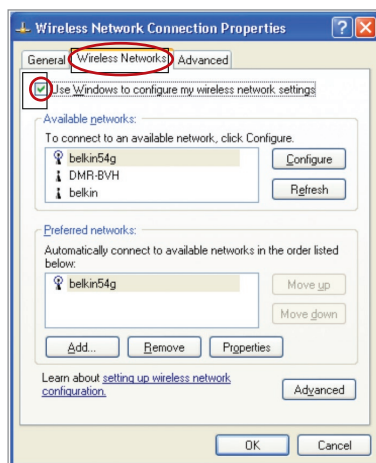 Wireless Network Connection Properties
General Wireless Networks Advanced
Use Windows to configure my wireless network settings
Available networks:
To connect to an available network, click Configure.
belkin54g
Configure
DMR-BVH
belkin
Refresh
Preferred networks:
Automatically connect to available networks in the order listed
below:
belkin54g
Move up
Move down
Add... Remove Properties
Learn about setting up wireless network
configuration.
Advanced
OK Cancel